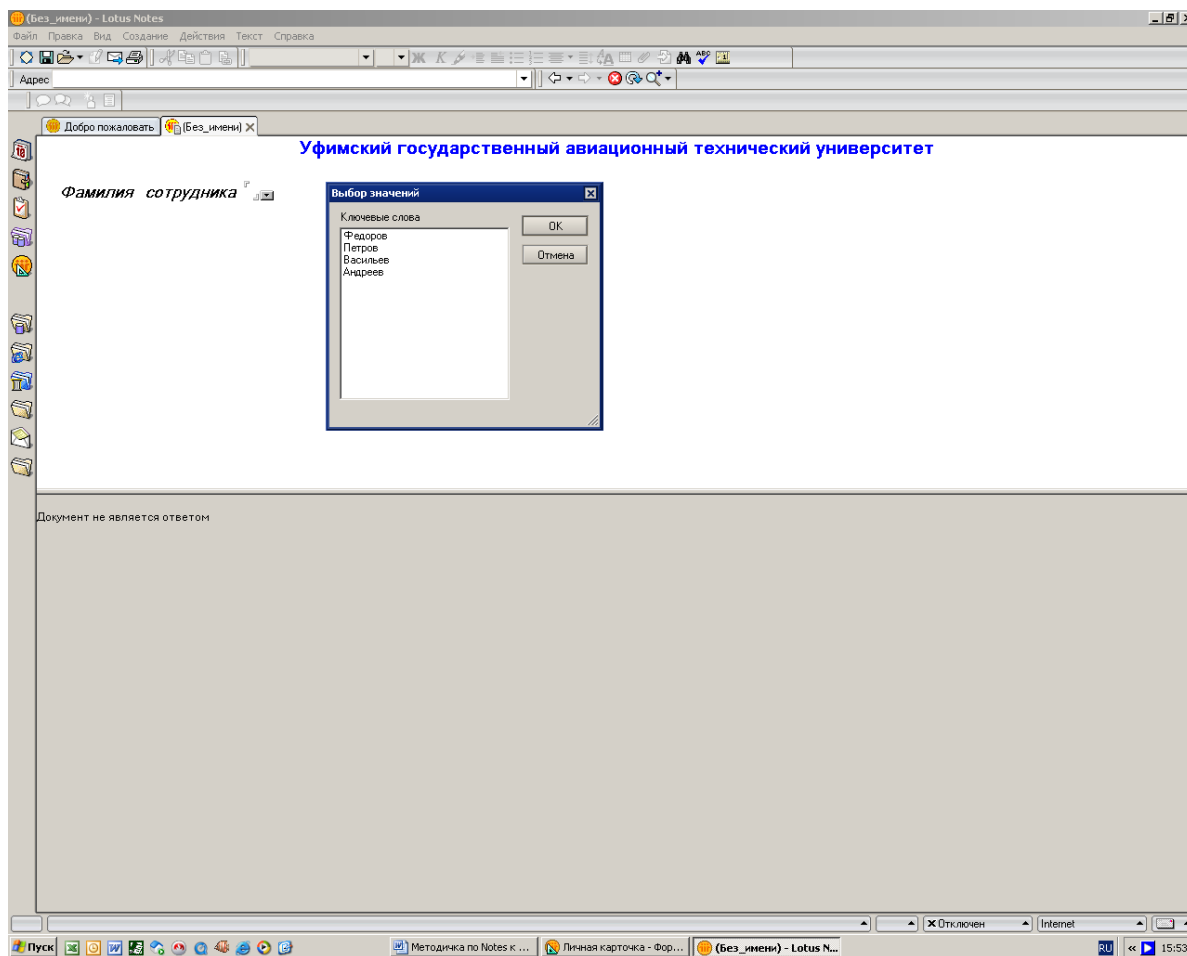 (Без_имени) - Lotus Notes
Файл Правка Вид Создание Действия Текст Справка
Ж К
Адрес
Добро пожаловать (Без_имени)
Уфимский государственный авиационный технический университет
Фамилия сотрудника
Выбор значений
Ключевые слова
OK
Федоров
Петров
Васильев
Отмена
Андреев
Документ не является ответом
Отключен Internet
Пуск Методичка по Notes к ... Личная карточка - Фор... (Без_имени) - Lotus N... RU « 15:53